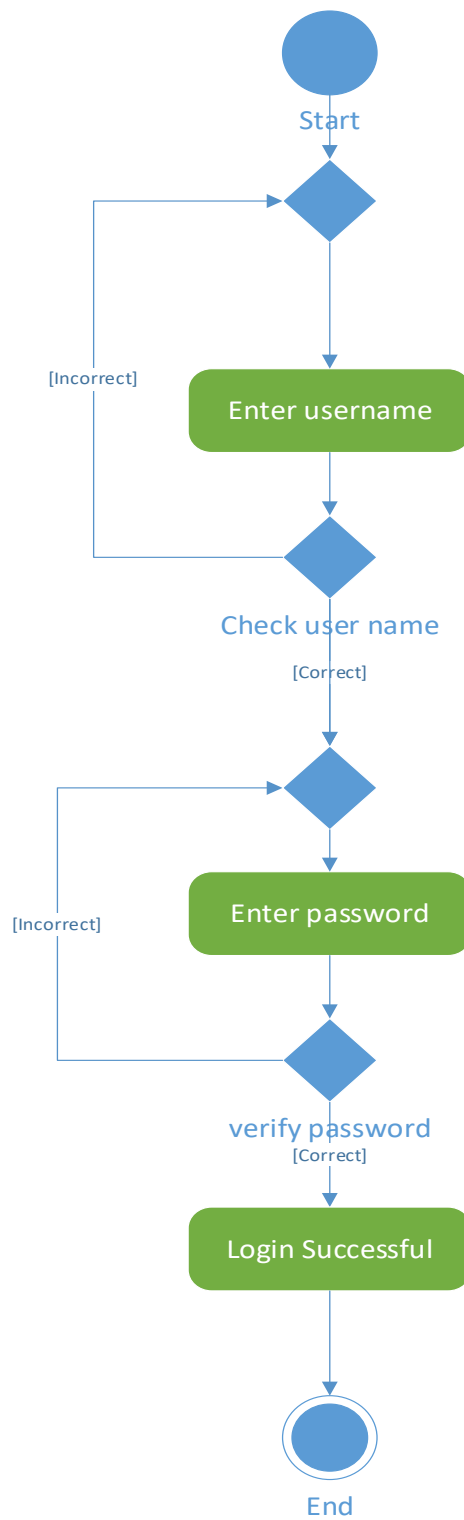 Start
[Incorrect]
Enter username
Check user name
[Correct]
Enter password
[Incorrect]
verify password
[Correct]
Login Successful
End